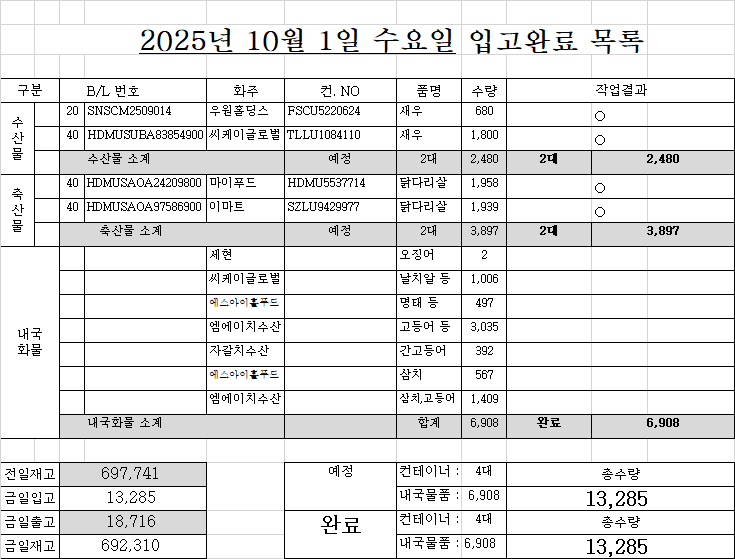 2025년 10월 1일 수요일 입고완료 목록
구분 B/L 번호 화주 컨. NO 품명 수량 작업결과
수산물 20 SNSCM2509014 우원홀딩스 FSCU5220624 새우 680 ○
40 HDMUSUBA83854900 씨케이글로벌 TLLU1084110 새우 1,800 ○
수산물 소계 예정 2대 2,480 2대 2,480
축산물 40 HDMUSAOA24209800 마이푸드 HDMU5537714 닭다리살 1,958 ○
40 HDMUSAOA97586900 이마트 SZLU9429977 닭다리살 1,939 ○
축산물 소계 예정 2대 3,897 2대 3,897
내국화물 세현 오징어 2
씨케이글로벌 날치알 등 1,006
에스아이홀푸드 명태 등 497
엠에이치수산 고등어 등 3,035
자갈치수산 간고등어 392
에스아이홀푸드 삼치 567
엠에이치수산 삼치,고등어 1,409
내국화물 소계 합계 6,908 완료 6,908
전일재고 697,741 예정 컨테이너 : 4대 총수량
금일입고 13,285 내국물품 : 6,908 13,285
금일출고 18,716 완료 컨테이너 : 4대 총수량
금일재고 692,310 내국물품 : 6,908 13,285